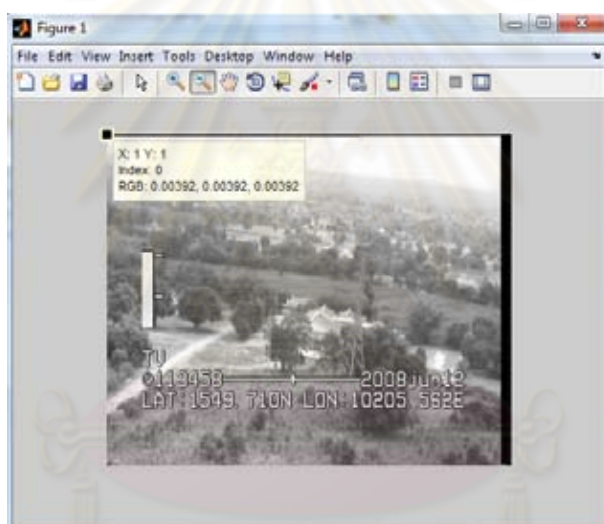 Figure 1
File Edit View Insert Tools Desktop Window Help
X: 1 Y: 1
Index: 0
RGB: 0.00392, 0.00392, 0.00392
TV
©113458 2008jun12
LAT:1549.710N LON:10205.562E